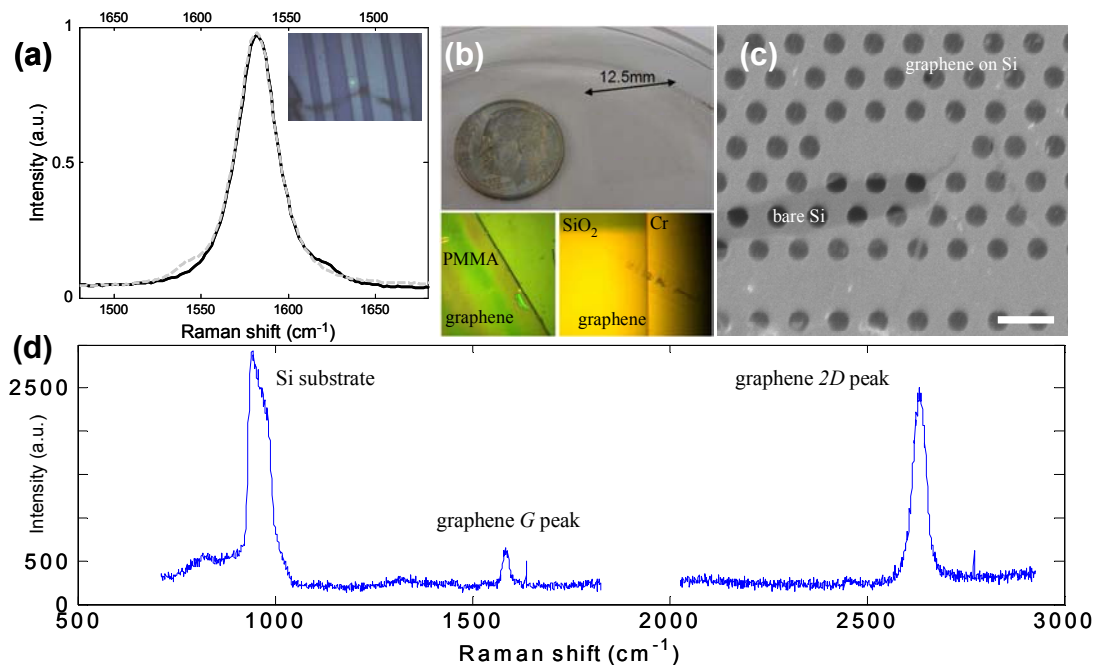 1650 1600 1550 1500
(a)
1
0.5
0
Intensity (a.u.)
1500 1550 1600 1650
Raman shift (cm-1)
(b)
12.5mm
PMMA
graphene
SiO2
Cr
graphene
(c)
graphene on Si
bare Si
(d)
2500
500
0
Intensity (a.u.)
Si substrate
graphene G peak
graphene 2D peak
500 1000 1500 2000 2500 3000
Raman shift (cm-1)